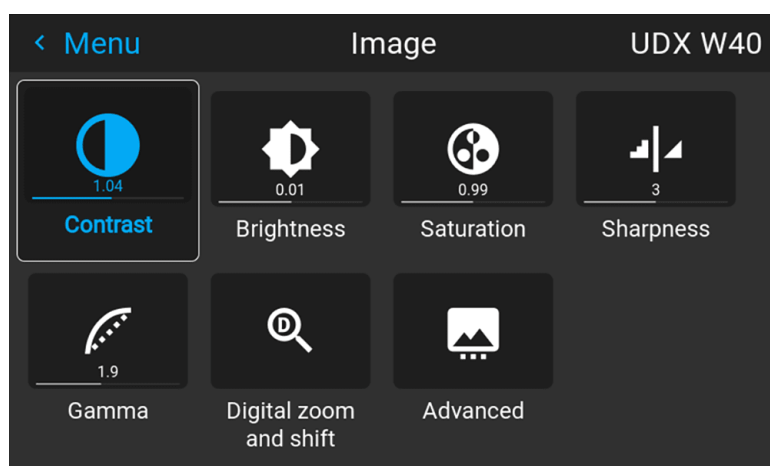 Menu
Image
UDX W40
1.04
0.01
0.99
3
Contrast
Brightness
Saturation
Sharpness
1.9
D
Gamma
Digital zoom
and shift
Advanced